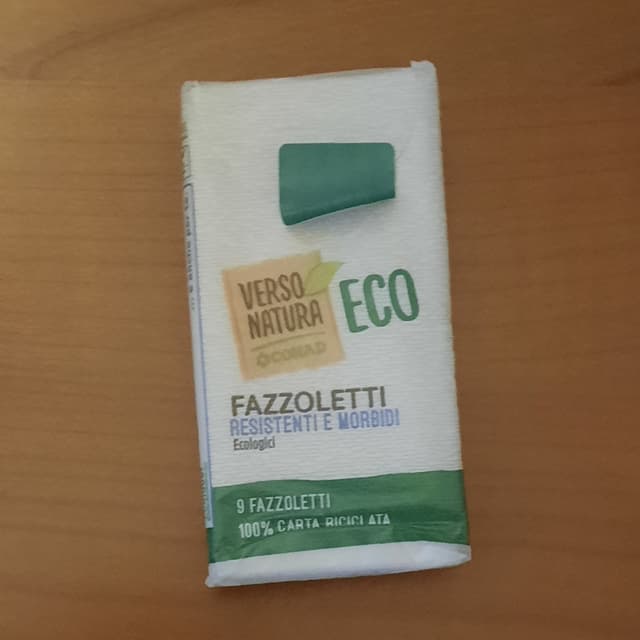 VERSO
NATURA
CONAD
ECO
FAZZOLETTI
RESISTENTI E MORBIDI
Ecologici
9 FAZZOLETTI
100% CARTA RICICLATA